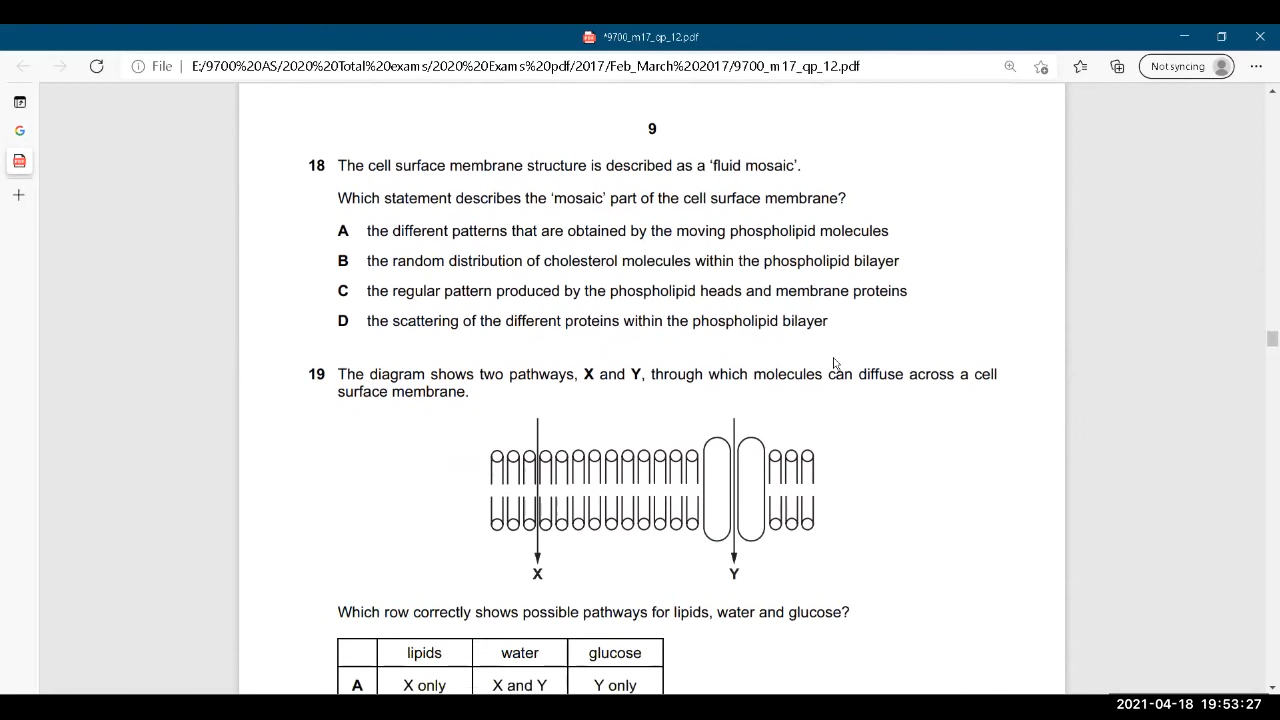 *9700_m17_qp_12.pdf
File | E:/9700%20AS/2020%20Total%20exams/2020%20Exams%20pdf/2017/Feb_March%202017/9700_m17_qp_12.pdf
Not syncing
9
18 The cell surface membrane structure is described as a ‘fluid mosaic’.
Which statement describes the ‘mosaic’ part of the cell surface membrane?
A the different patterns that are obtained by the moving phospholipid molecules
B the random distribution of cholesterol molecules within the phospholipid bilayer
C the regular pattern produced by the phospholipid heads and membrane proteins
D the scattering of the different proteins within the phospholipid bilayer
19 The diagram shows two pathways, X and Y, through which molecules can diffuse across a cell
surface membrane.
X Y
Which row correctly shows possible pathways for lipids, water and glucose?
lipids water glucose
A X only X and Y Y only
2021-04-18 19:53:27